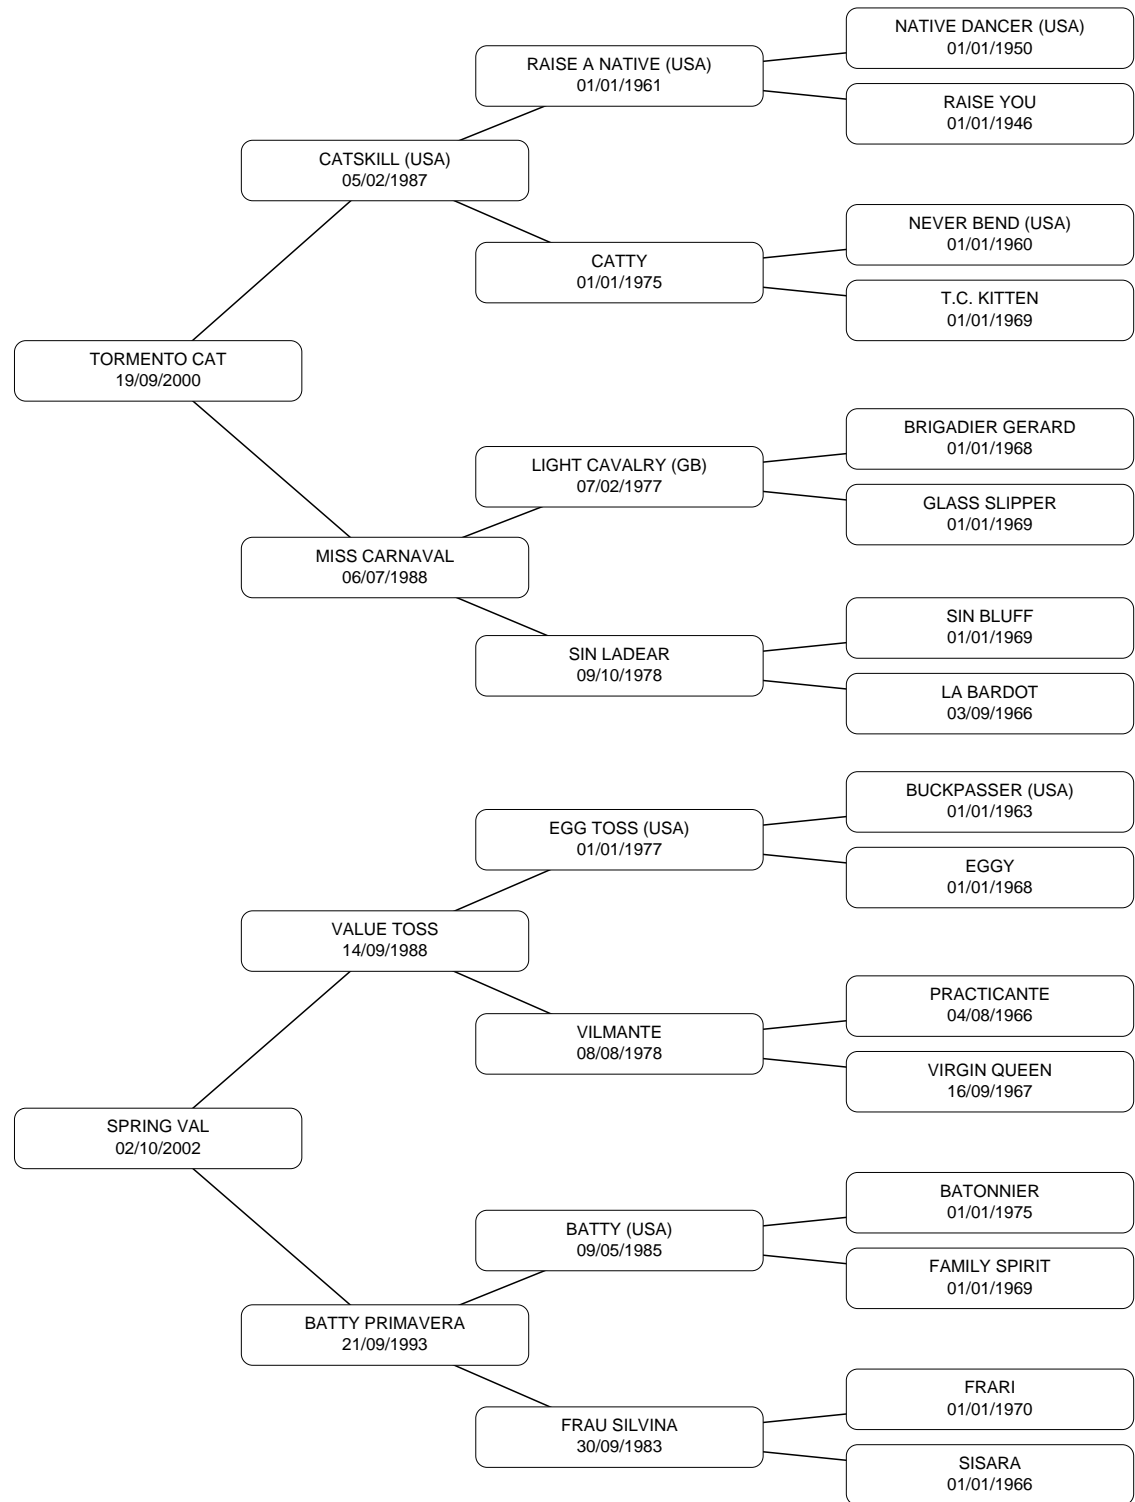 NATIVE DANCER (USA)
01/01/1950
RAISE A NATIVE (USA)
01/01/1961
RAISE YOU
01/01/1946
CATSKILL (USA)
05/02/1987
NEVER BEND (USA)
01/01/1960
CATTY
01/01/1975
T.C. KITTEN
01/01/1969
TORMENTO CAT
19/09/2000
BRIGADIER GERARD
01/01/1968
LIGHT CAVALRY (GB)
07/02/1977
GLASS SLIPPER
01/01/1969
MISS CARNAVAL
06/07/1988
SIN BLUFF
01/01/1969
SIN LADEAR
09/10/1978
LA BARDOT
03/09/1966
BUCKPASSER (USA)
01/01/1963
EGG TOSS (USA)
01/01/1977
EGGY
01/01/1968
VALUE TOSS
14/09/1988
PRACTICANTE
04/08/1966
VILMANTE
08/08/1978
VIRGIN QUEEN
16/09/1967
SPRING VAL
02/10/2002
BATONNIER
01/01/1975
BATTY (USA)
09/05/1985
FAMILY SPIRIT
01/01/1969
BATTY PRIMAVERA
21/09/1993
FRARI
01/01/1970
FRAU SILVINA
30/09/1983
SISARA
01/01/1966